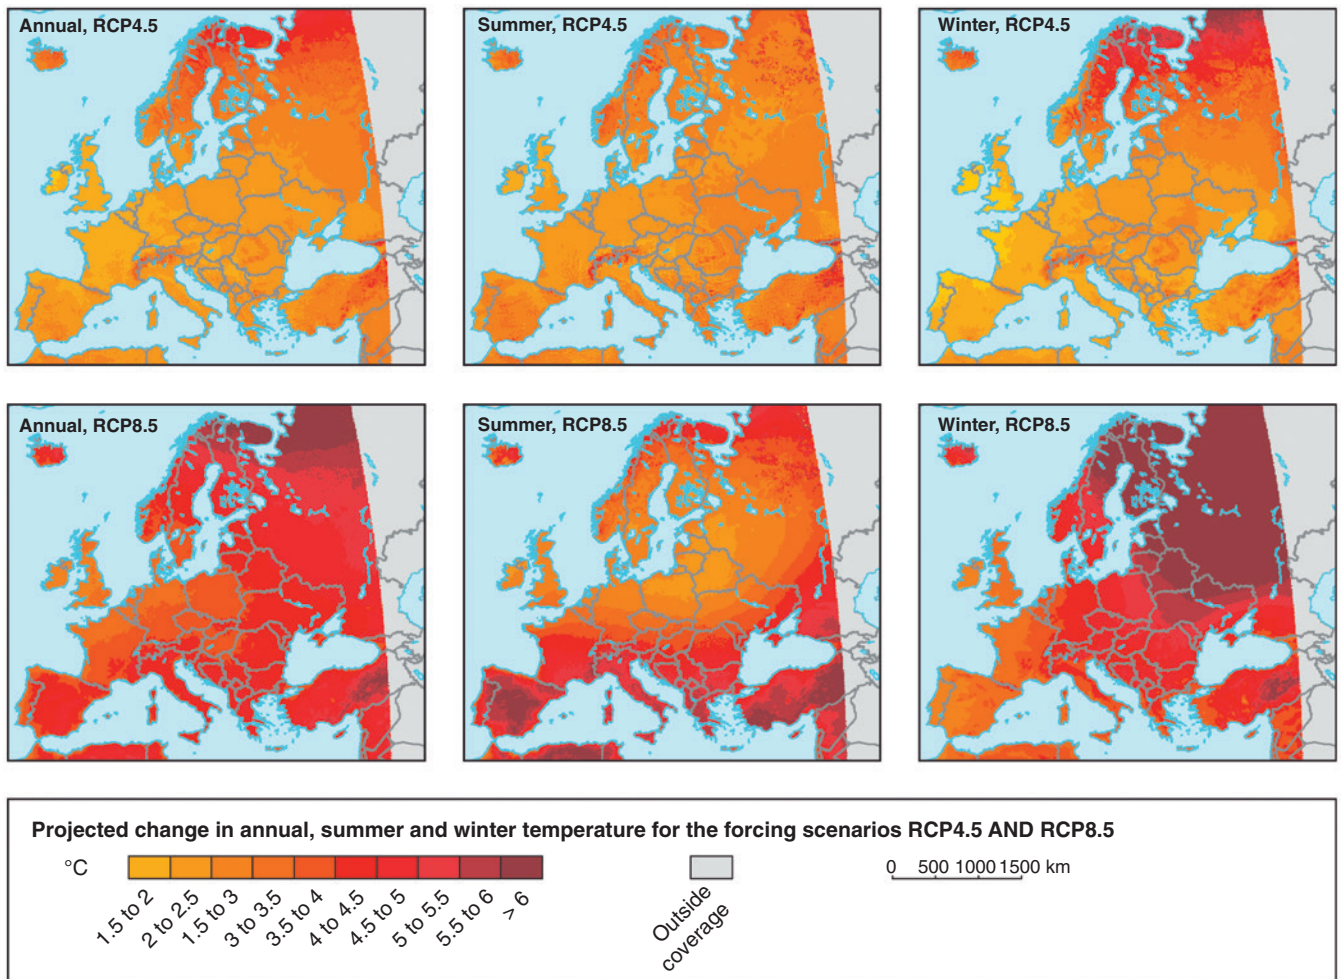 Annual, RCP4.5
Summer, RCP4.5
Winter, RCP4.5
Annual, RCP8.5
Summer, RCP8.5
Winter, RCP8.5
Projected change in annual, summer and winter temperature for the forcing scenarios RCP4.5 AND RCP8.5
°C
1.5 to 2
2 to 2.5
1.5 to 3
3 to 3.5
3.5 to 4
4 to 4.5
4.5 to 5
5 to 5.5
5.5 to 6
> 6
Outside
coverage
0 500 1000 1500 km